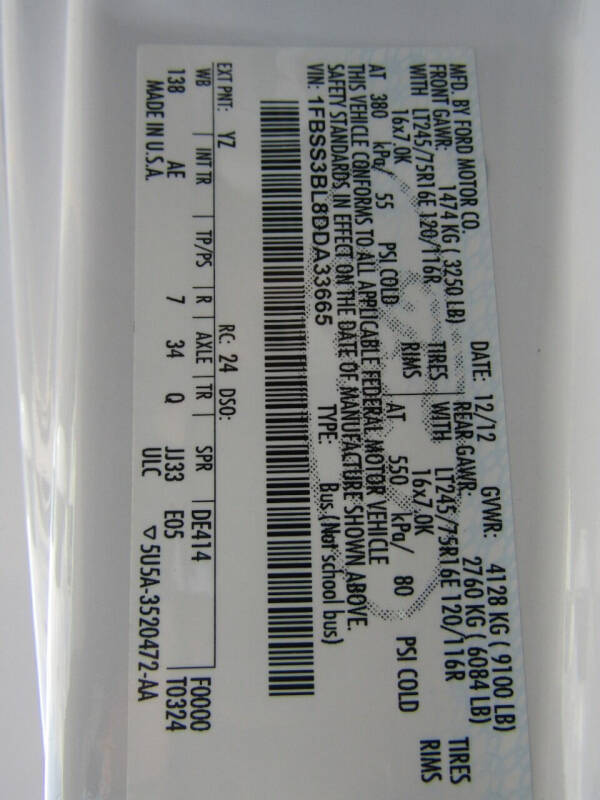 MFD. BY FORD MOTOR CO. DATE: 12/12 GVWR: 4128 KG ( 9100 LB)
FRONT GAWR: 1474 KG ( 3250 LB) REAR GAWR: 2760 KG ( 6084 LB)
WITH LT245/75R16E 120/116R TIRES WITH LT245/75R16E 120/116R TIRES
16x7.0K RIMS 16x7.0K RIMS
AT 380 kPa/ 55 PSI COLD AT 550 kPa/ 80 PSI COLD
THIS VEHICLE CONFORMS TO ALL APPLICABLE FEDERAL MOTOR VEHICLE
SAFETY STANDARDS IN EFFECT ON THE DATE OF MANUFACTURE SHOWN ABOVE.
VIN: 1FBSS3BL8DDA33665 TYPE: Bus (Not school bus)
EXT PNT: YZ RC: 24 DSO:
WB INT TR TP/PS R AXLE TR SPR DE414 F0000
138 AE 7 34 Q JJ33 E05 T0324
MADE IN U.S.A. ULC ▽5U5A-3520472-AA